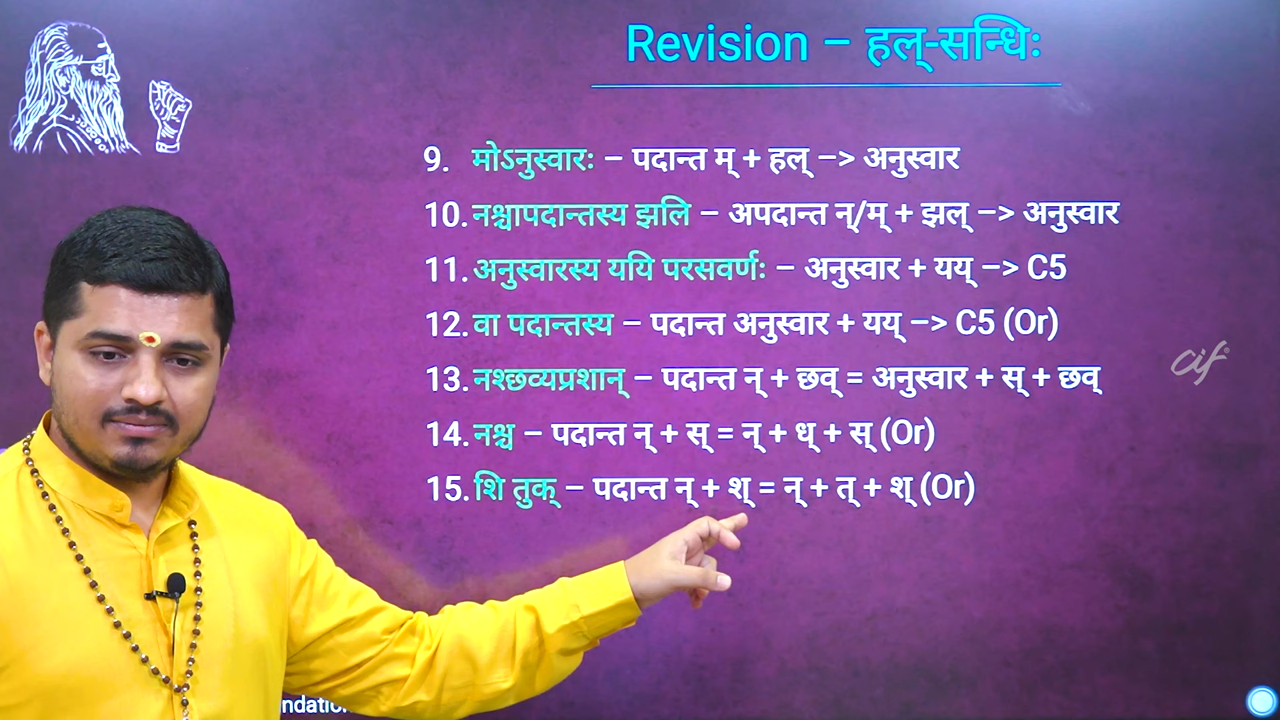 Revision – हल्-सन्धिः
9. मोऽनुस्वारः – पदान्त म् + हल् –> अनुस्वार
10. नश्चापदान्तस्य झलि – अपदान्त न्/म् + झल् –> अनुस्वार
11. अनुस्वारस्य ययि परसवर्णः – अनुस्वार + यय् –> C5
12. वा पदान्तस्य – पदान्त अनुस्वार + यय् –> C5 (Or)
13. नश्छव्यप्रशान् – पदान्त न् + छव् = अनुस्वार + स् + छव्
14. नश्च – पदान्त न् + स् = न् + ध् + स् (Or)
15. शि तुक् – पदान्त न् + श् = न् + त् + श् (Or)
cif